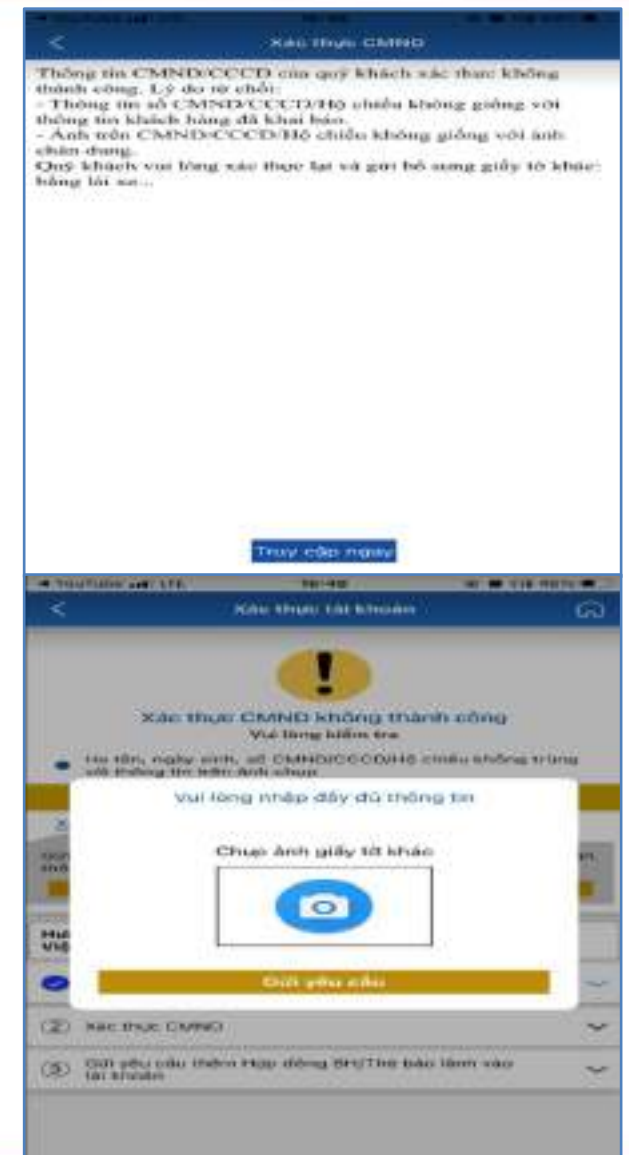 Xác thực CMND
Thông tin CMND/CCCD của quý khách xác thực không
thành công. Lý do từ chối:
- Thông tin số CMND/CCCD/Hộ chiếu không giống với
thông tin khách hàng đã khai báo.
- Ảnh trên CMND/CCCD/Hộ chiếu không giống với ảnh
chân dung.
Quý khách vui lòng xác thực lại và gửi bổ sung giấy tờ khác:
bằng lái xe...
Truy cập ngay
YouTube LTE
Xác thực tài khoản
Xác thực CMND không thành công
Vui lòng kiểm tra
Họ tên, ngày sinh, số CMND/CCCD/Hộ chiếu không trùng
với thông tin trên ảnh chụp
Vui lòng nhập đầy đủ thông tin
Chụp ảnh giấy tờ khác
Gửi yêu cầu
2 Xác thực CMND
3 Gửi yêu cầu thêm Hợp đồng BH/Thẻ bảo lãnh vào
tài khoản